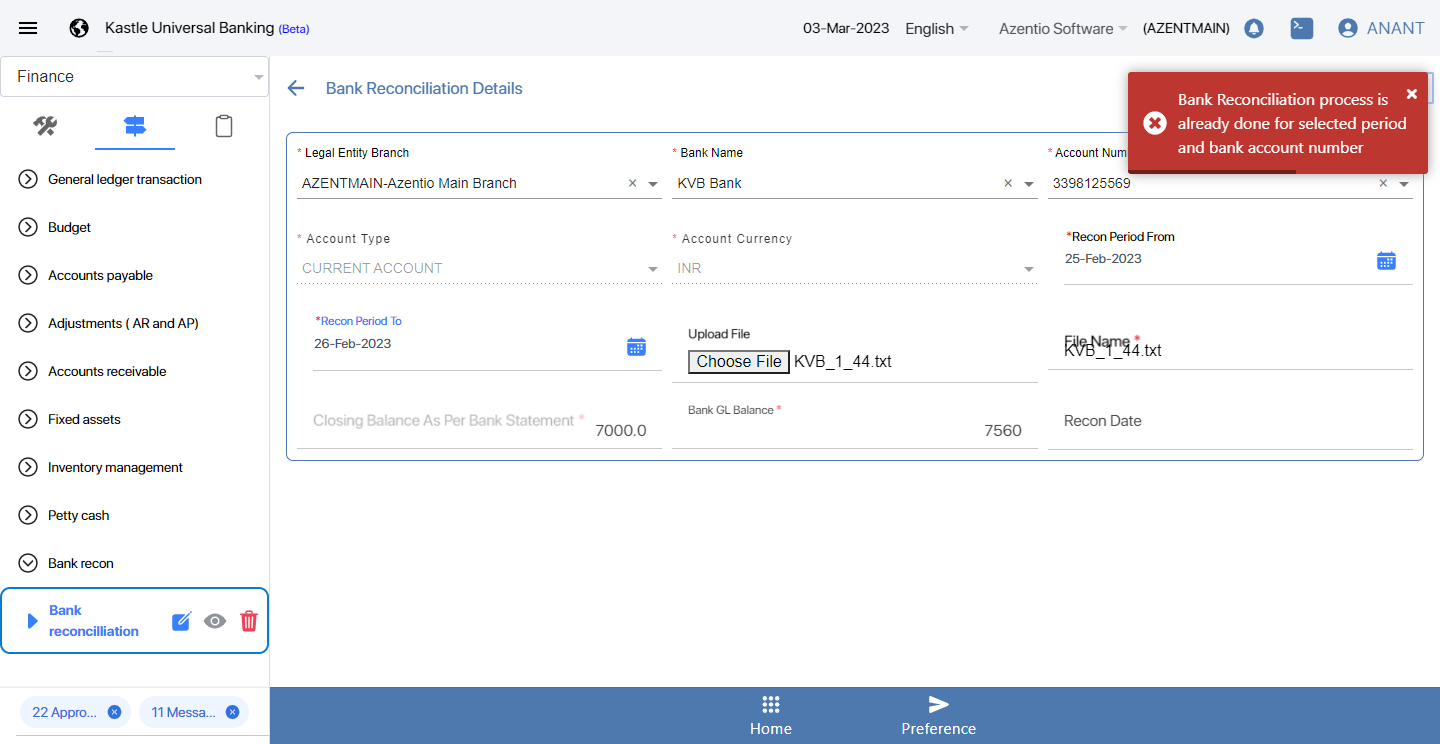 Kastle Universal Banking (Beta)
03-Mar-2023
English
Azentio Software
(AZENTMAIN)
ANANT
Finance
General ledger transaction
Budget
Accounts payable
Adjustments ( AR and AP)
Accounts receivable
Fixed assets
Inventory management
Petty cash
Bank recon
Bank
reconcilliation
22 Appro...
11 Messa...
Bank Reconciliation Details
Bank Reconciliation process is
already done for selected period
and bank account number
* Legal Entity Branch
AZENTMAIN-Azentio Main Branch
* Bank Name
KVB Bank
* Account Num
3398125569
* Account Type
CURRENT ACCOUNT
* Account Currency
INR
*Recon Period From
25-Feb-2023
*Recon Period To
26-Feb-2023
Upload File
Choose File KVB_1_44.txt
File Name *
KVB_1_44.txt
Closing Balance As Per Bank Statement *
7000.0
Bank GL Balance *
7560
Recon Date
Home
Preference